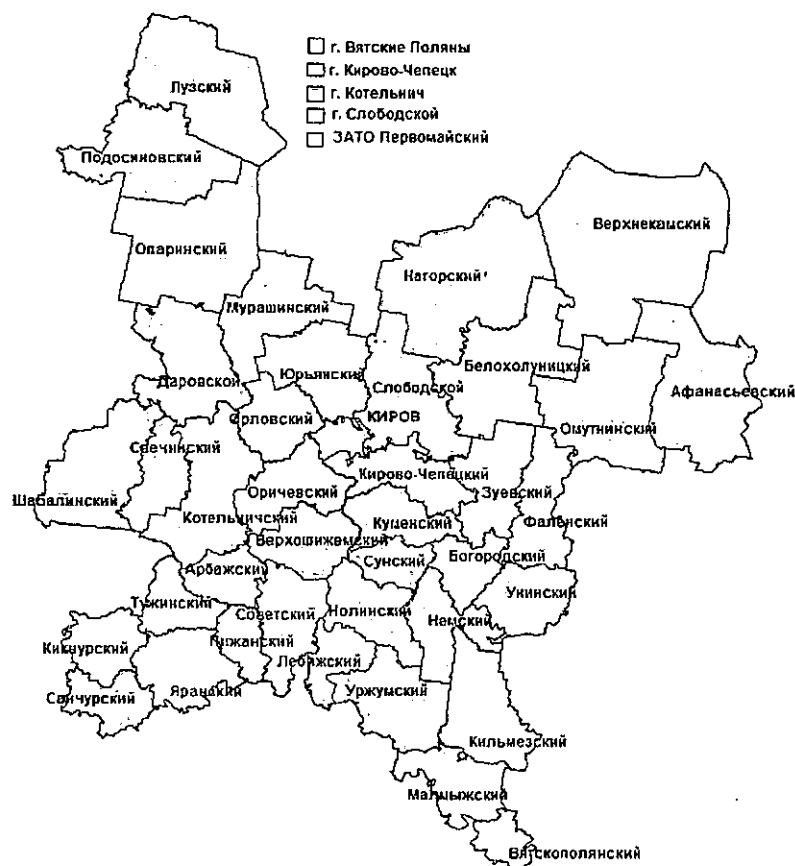 г. Вятские Поляны
г. Кирово-Чепецк
г. Котельнич
г. Слободской
ЗАТО Первомайский
Лузский
Подосиновский
Опаринский
Мурашинский
Нагорский
Верхнекамский
Даровской
Юрьянский
Слободской
Белохолуницкий
Афанасьевский
Орловский
КИРОВ
Омутнинский
Свечинский
Шабалинский
Оричевский
Кирово-Чепецкий
Зуевский
Котельничский
Куменский
Фаленский
Верхошижемский
Арбажский
Сунский
Богородский
Унинский
Тужинский
Советский
Нолинский
Немский
Кикнурский
Пижанский
Лебяжский
Санчурский
Яранский
Уржумский
Кильмезский
Малмыжский
Вятскополянский